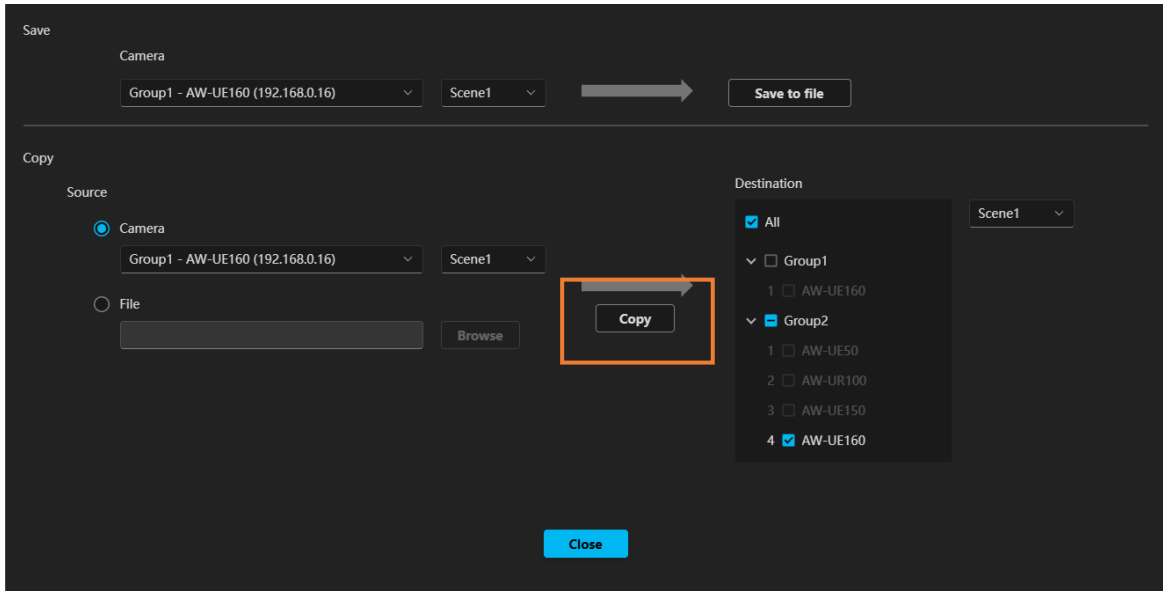 Save
Camera
Group1 - AW-UE160 (192.168.0.16) Scene1 Save to file
Copy
Source
Camera
Group1 - AW-UE160 (192.168.0.16) Scene1
File
Browse
Copy
Destination
All Scene1
Group1
1 AW-UE160
Group2
1 AW-UE50
2 AW-UR100
3 AW-UE150
4 AW-UE160
Close